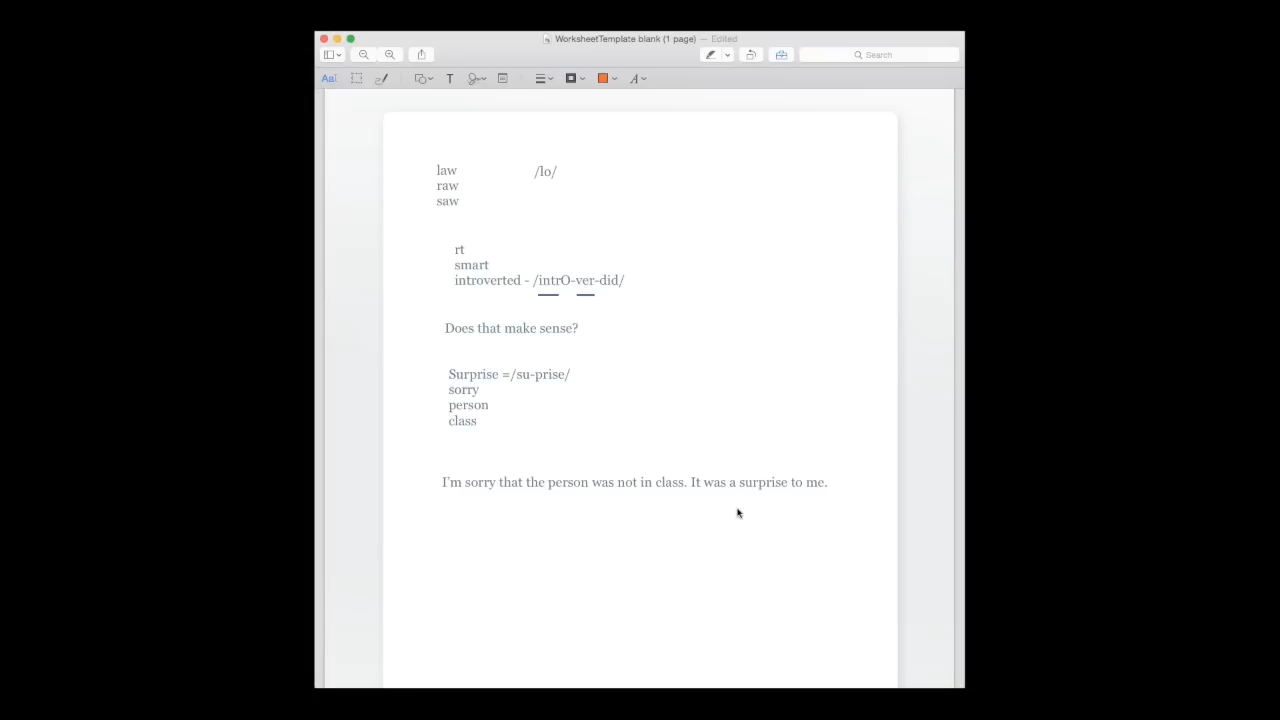 WorksheetTemplate blank (1 page) — Edited
Search
Aa T A
law /lo/
raw
saw
rt
smart
introverted - /intrO-ver-did/
Does that make sense?
Surprise =/su-prise/
sorry
person
class
I'm sorry that the person was not in class. It was a surprise to me.